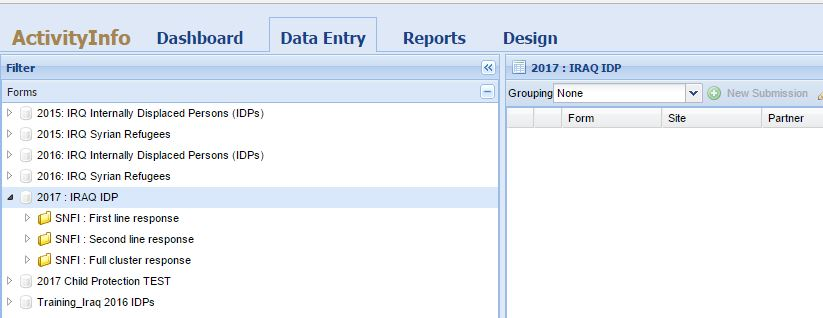 ActivityInfo Dashboard Data Entry Reports Design
Filter
Forms
2015: IRQ Internally Displaced Persons (IDPs)
2015: IRQ Syrian Refugees
2016: IRQ Internally Displaced Persons (IDPs)
2016: IRQ Syrian Refugees
2017 : IRAQ IDP
SNFI : First line response
SNFI : Second line response
SNFI : Full cluster response
2017 Child Protection TEST
Training_Iraq 2016 IDPs
2017 : IRAQ IDP
Grouping None New Submission
Form Site Partner